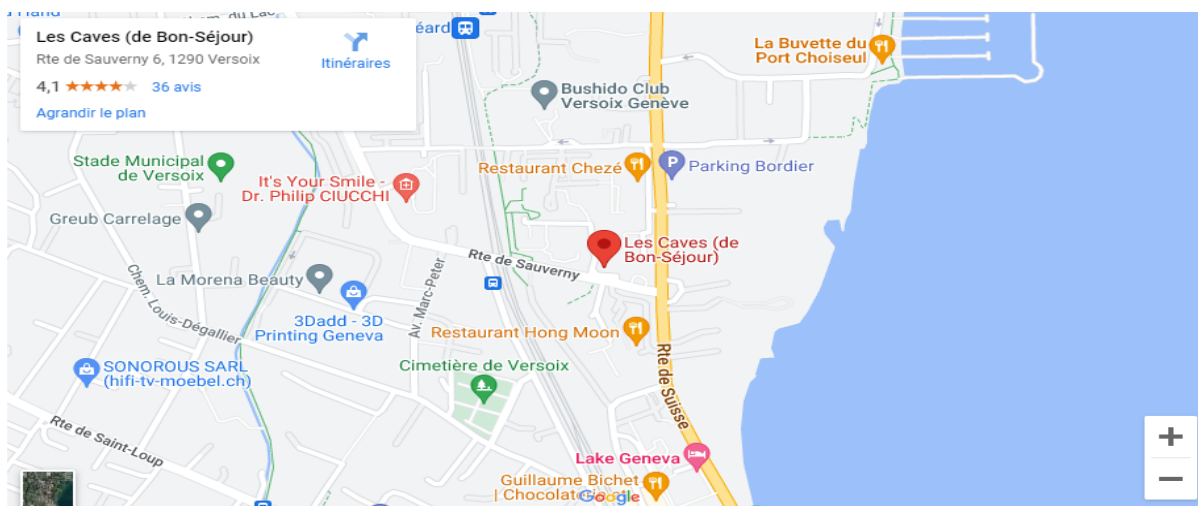 Chem. du Lac
éard
Les Caves (de Bon-Séjour)
Rte de Sauverny 6, 1290 Versoix
Itinéraires
4,1 36 avis
Agrandir le plan
La Buvette du
Port Choiseul
Bushido Club
Versoix Genève
Restaurant Chezé
P Parking Bordier
Stade Municipal
de Versoix
It's Your Smile -
Dr. Philip CIUCCHI
Greub Carrelage
Les Caves (de
Bon-Séjour)
Rte de Sauverny
La Morena Beauty
Chem. Louis-Dégallier
Av. Marc-Peter
3Dadd - 3D
Printing Geneva
Restaurant Hong Moon
Rte de Suisse
SONOROUS SARL
(hifi-tv-moebel.ch)
Cimetière de Versoix
Rte de Saint-Loup
Lake Geneva
Guillaume Bichet
| Chocolat
Google
+
−